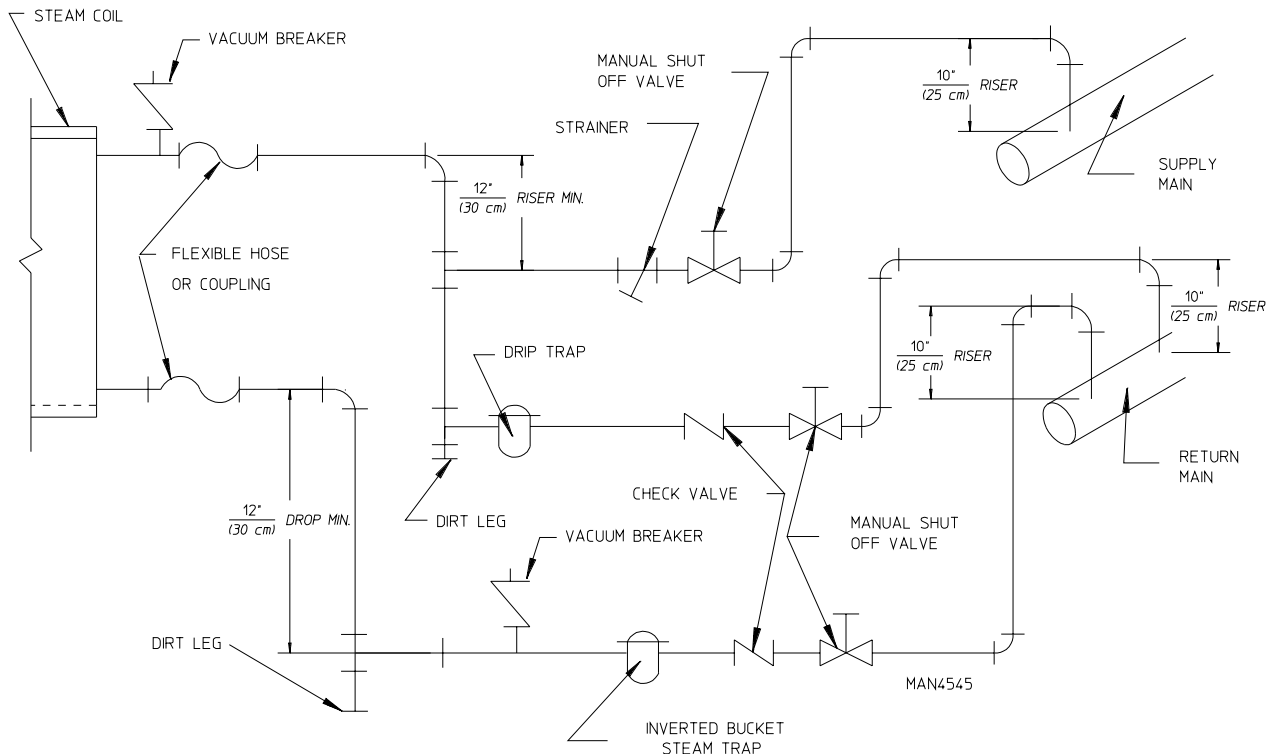 STEAM COIL
VACUUM BREAKER
MANUAL SHUT
OFF VALVE
10"
(25 cm) RISER
STRAINER
SUPPLY
MAIN
12"
(30 cm) RISER MIN.
FLEXIBLE HOSE
OR COUPLING
10"
(25 cm) RISER
10"
(25 cm) RISER
DRIP TRAP
RETURN
MAIN
CHECK VALVE
DIRT LEG
12"
(30 cm) DROP MIN.
MANUAL SHUT
OFF VALVE
VACUUM BREAKER
DIRT LEG
MAN4545
INVERTED BUCKET
STEAM TRAP